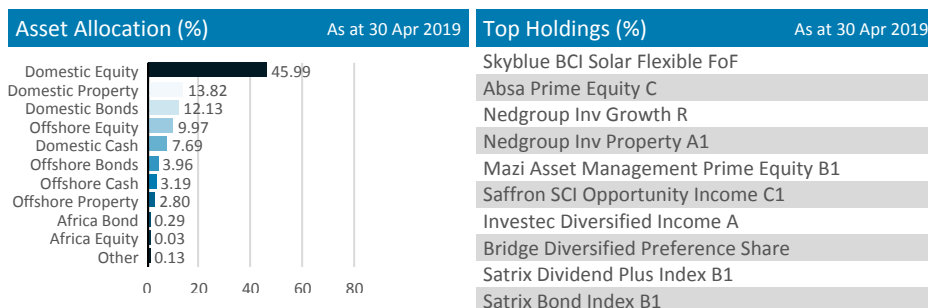 Asset Allocation (%) As at 30 Apr 2019
Domestic Equity 45.99
Domestic Property 13.82
Domestic Bonds 12.13
Offshore Equity 9.97
Domestic Cash 7.69
Offshore Bonds 3.96
Offshore Cash 3.19
Offshore Property 2.80
Africa Bond 0.29
Africa Equity 0.03
Other 0.13
0 20 40 60 80
Top Holdings (%) As at 30 Apr 2019
Skyblue BCI Solar Flexible FoF
Absa Prime Equity C
Nedgroup Inv Growth R
Nedgroup Inv Property A1
Mazi Asset Management Prime Equity B1
Saffron SCI Opportunity Income C1
Investec Diversified Income A
Bridge Diversified Preference Share
Satrix Dividend Plus Index B1
Satrix Bond Index B1